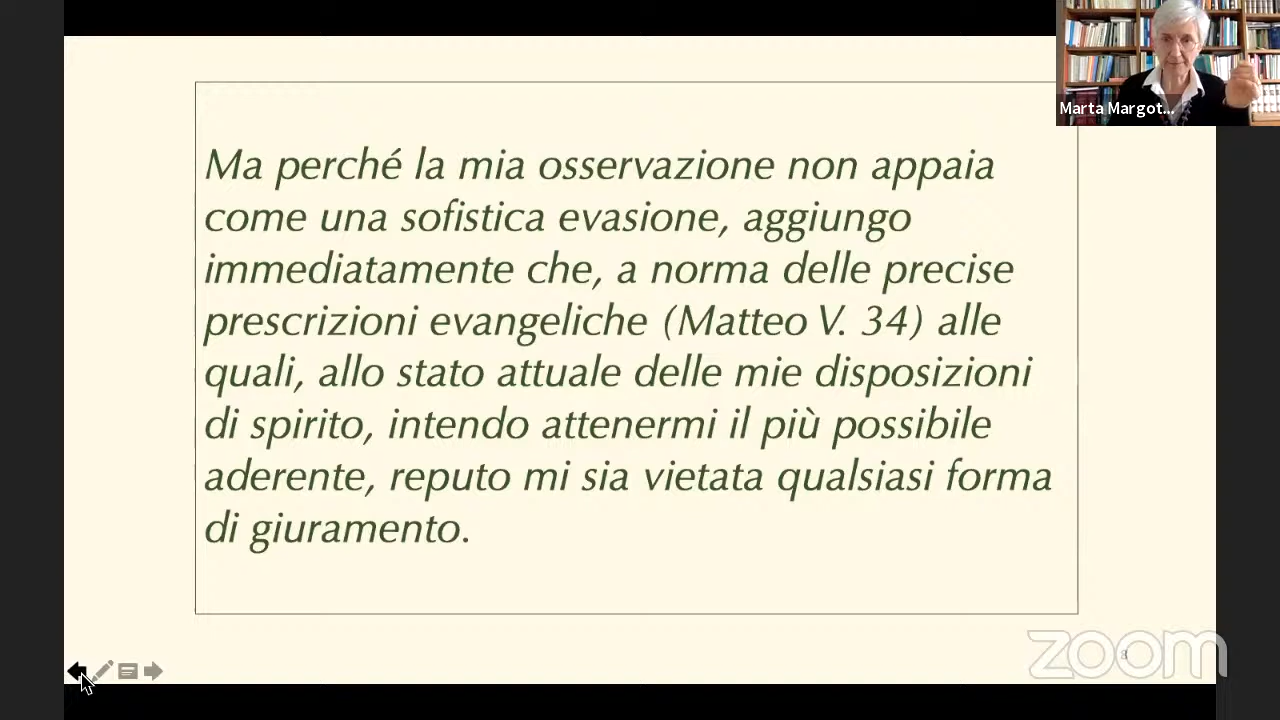 Marta Margot...
Ma perché la mia osservazione non appaia
come una sofistica evasione, aggiungo
immediatamente che, a norma delle precise
prescrizioni evangeliche (Matteo V. 34) alle
quali, allo stato attuale delle mie disposizioni
di spirito, intendo attenermi il più possibile
aderente, reputo mi sia vietata qualsiasi forma
di giuramento.
zoom